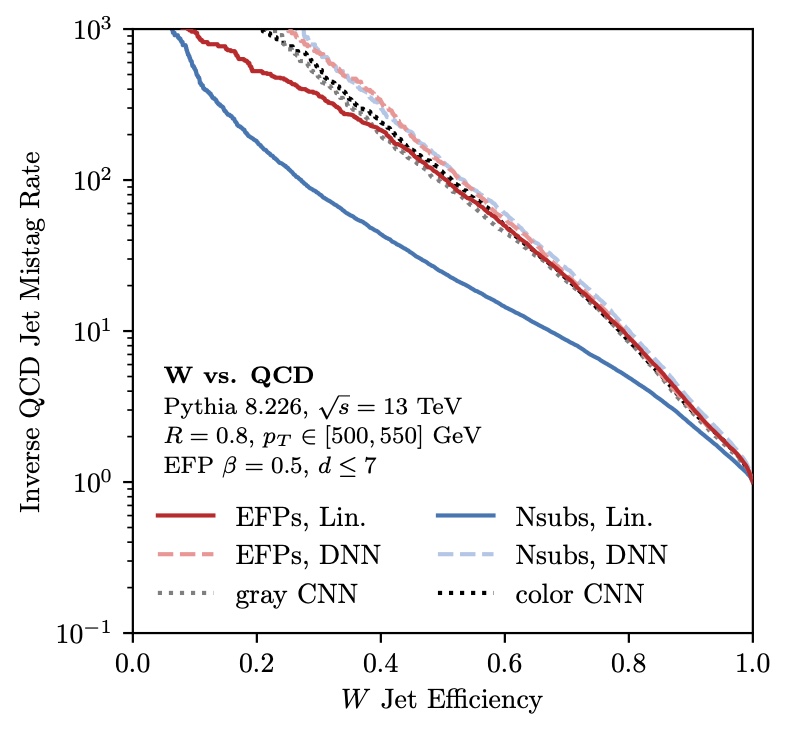 10³
10²
10¹
10⁰
10⁻¹
Inverse QCD Jet Mistag Rate
W vs. QCD
Pythia 8.226, √s = 13 TeV
R = 0.8, p_T ∈ [500, 550] GeV
EFP β = 0.5, d ≤ 7
EFPs, Lin.
Nsubs, Lin.
EFPs, DNN
Nsubs, DNN
gray CNN
color CNN
0.0 0.2 0.4 0.6 0.8 1.0
W Jet Efficiency